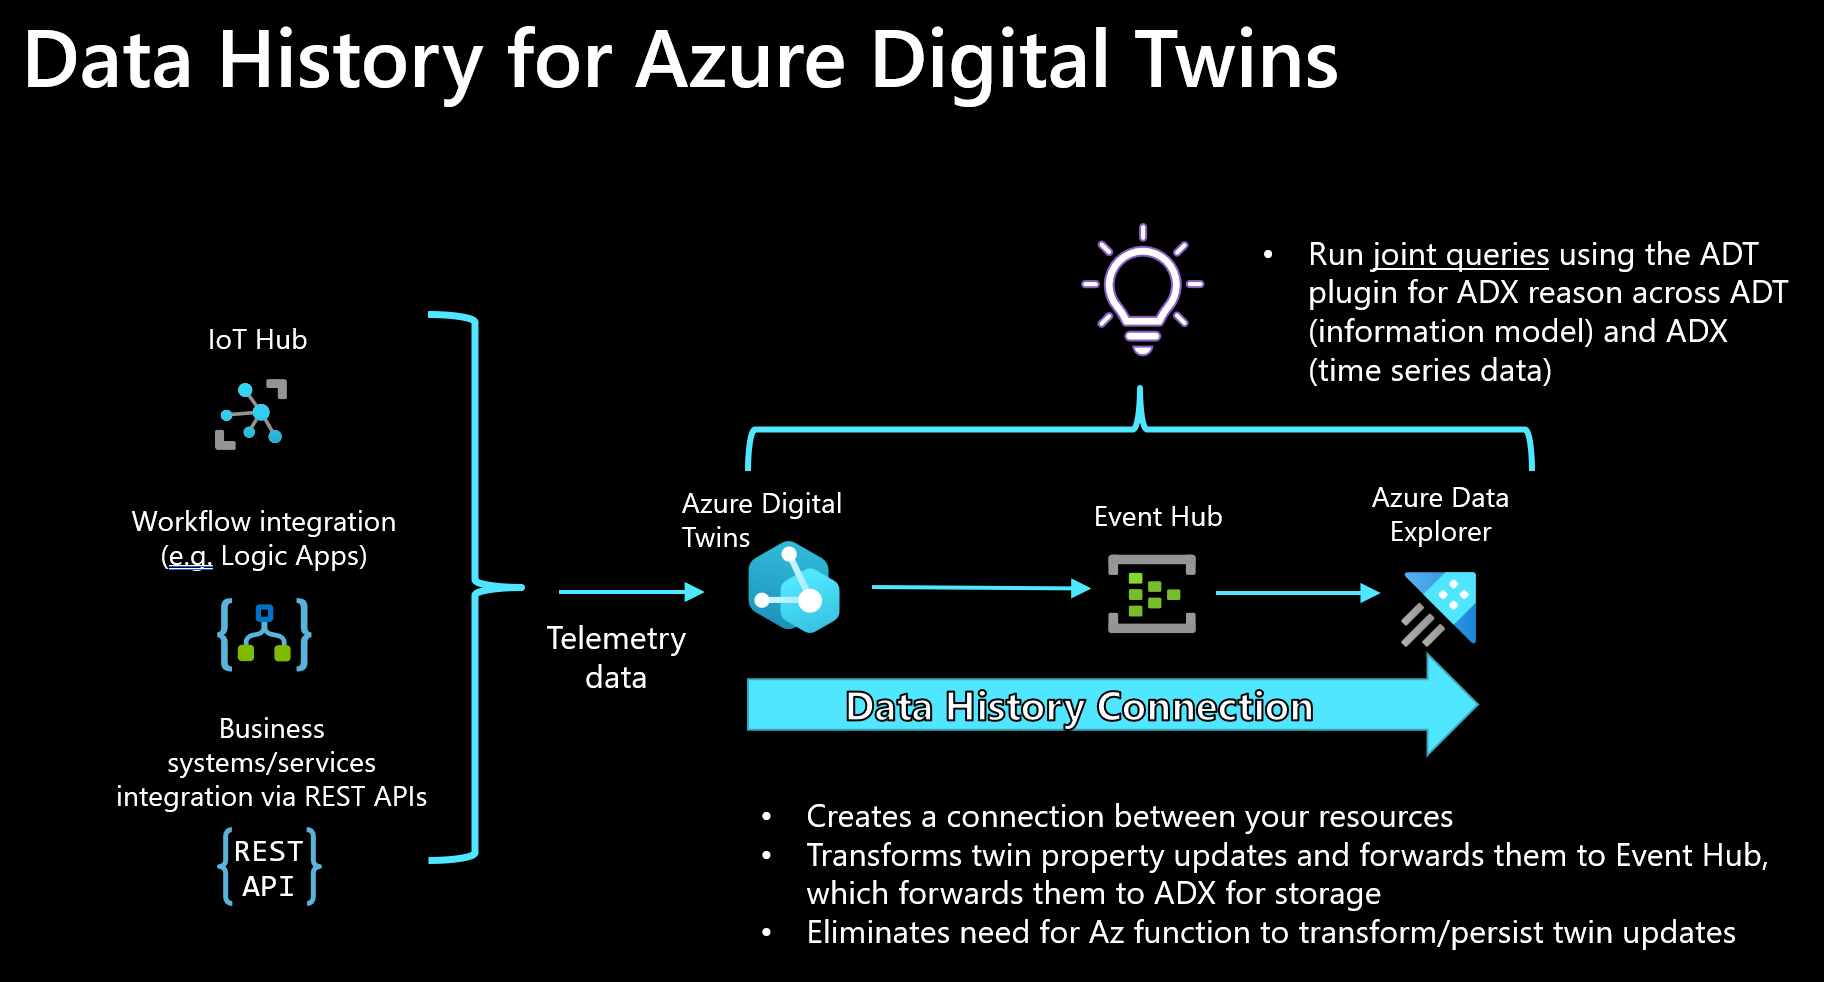 Data History for Azure Digital Twins
• Run joint queries using the ADT
plugin for ADX reason across ADT
(information model) and ADX
(time series data)
IoT Hub
Workflow integration
(e.g. Logic Apps)
Business
systems/services
integration via REST APIs
REST
API
Telemetry
data
Azure Digital
Twins
Event Hub
Azure Data
Explorer
Data History Connection
• Creates a connection between your resources
• Transforms twin property updates and forwards them to Event Hub,
which forwards them to ADX for storage
• Eliminates need for Az function to transform/persist twin updates